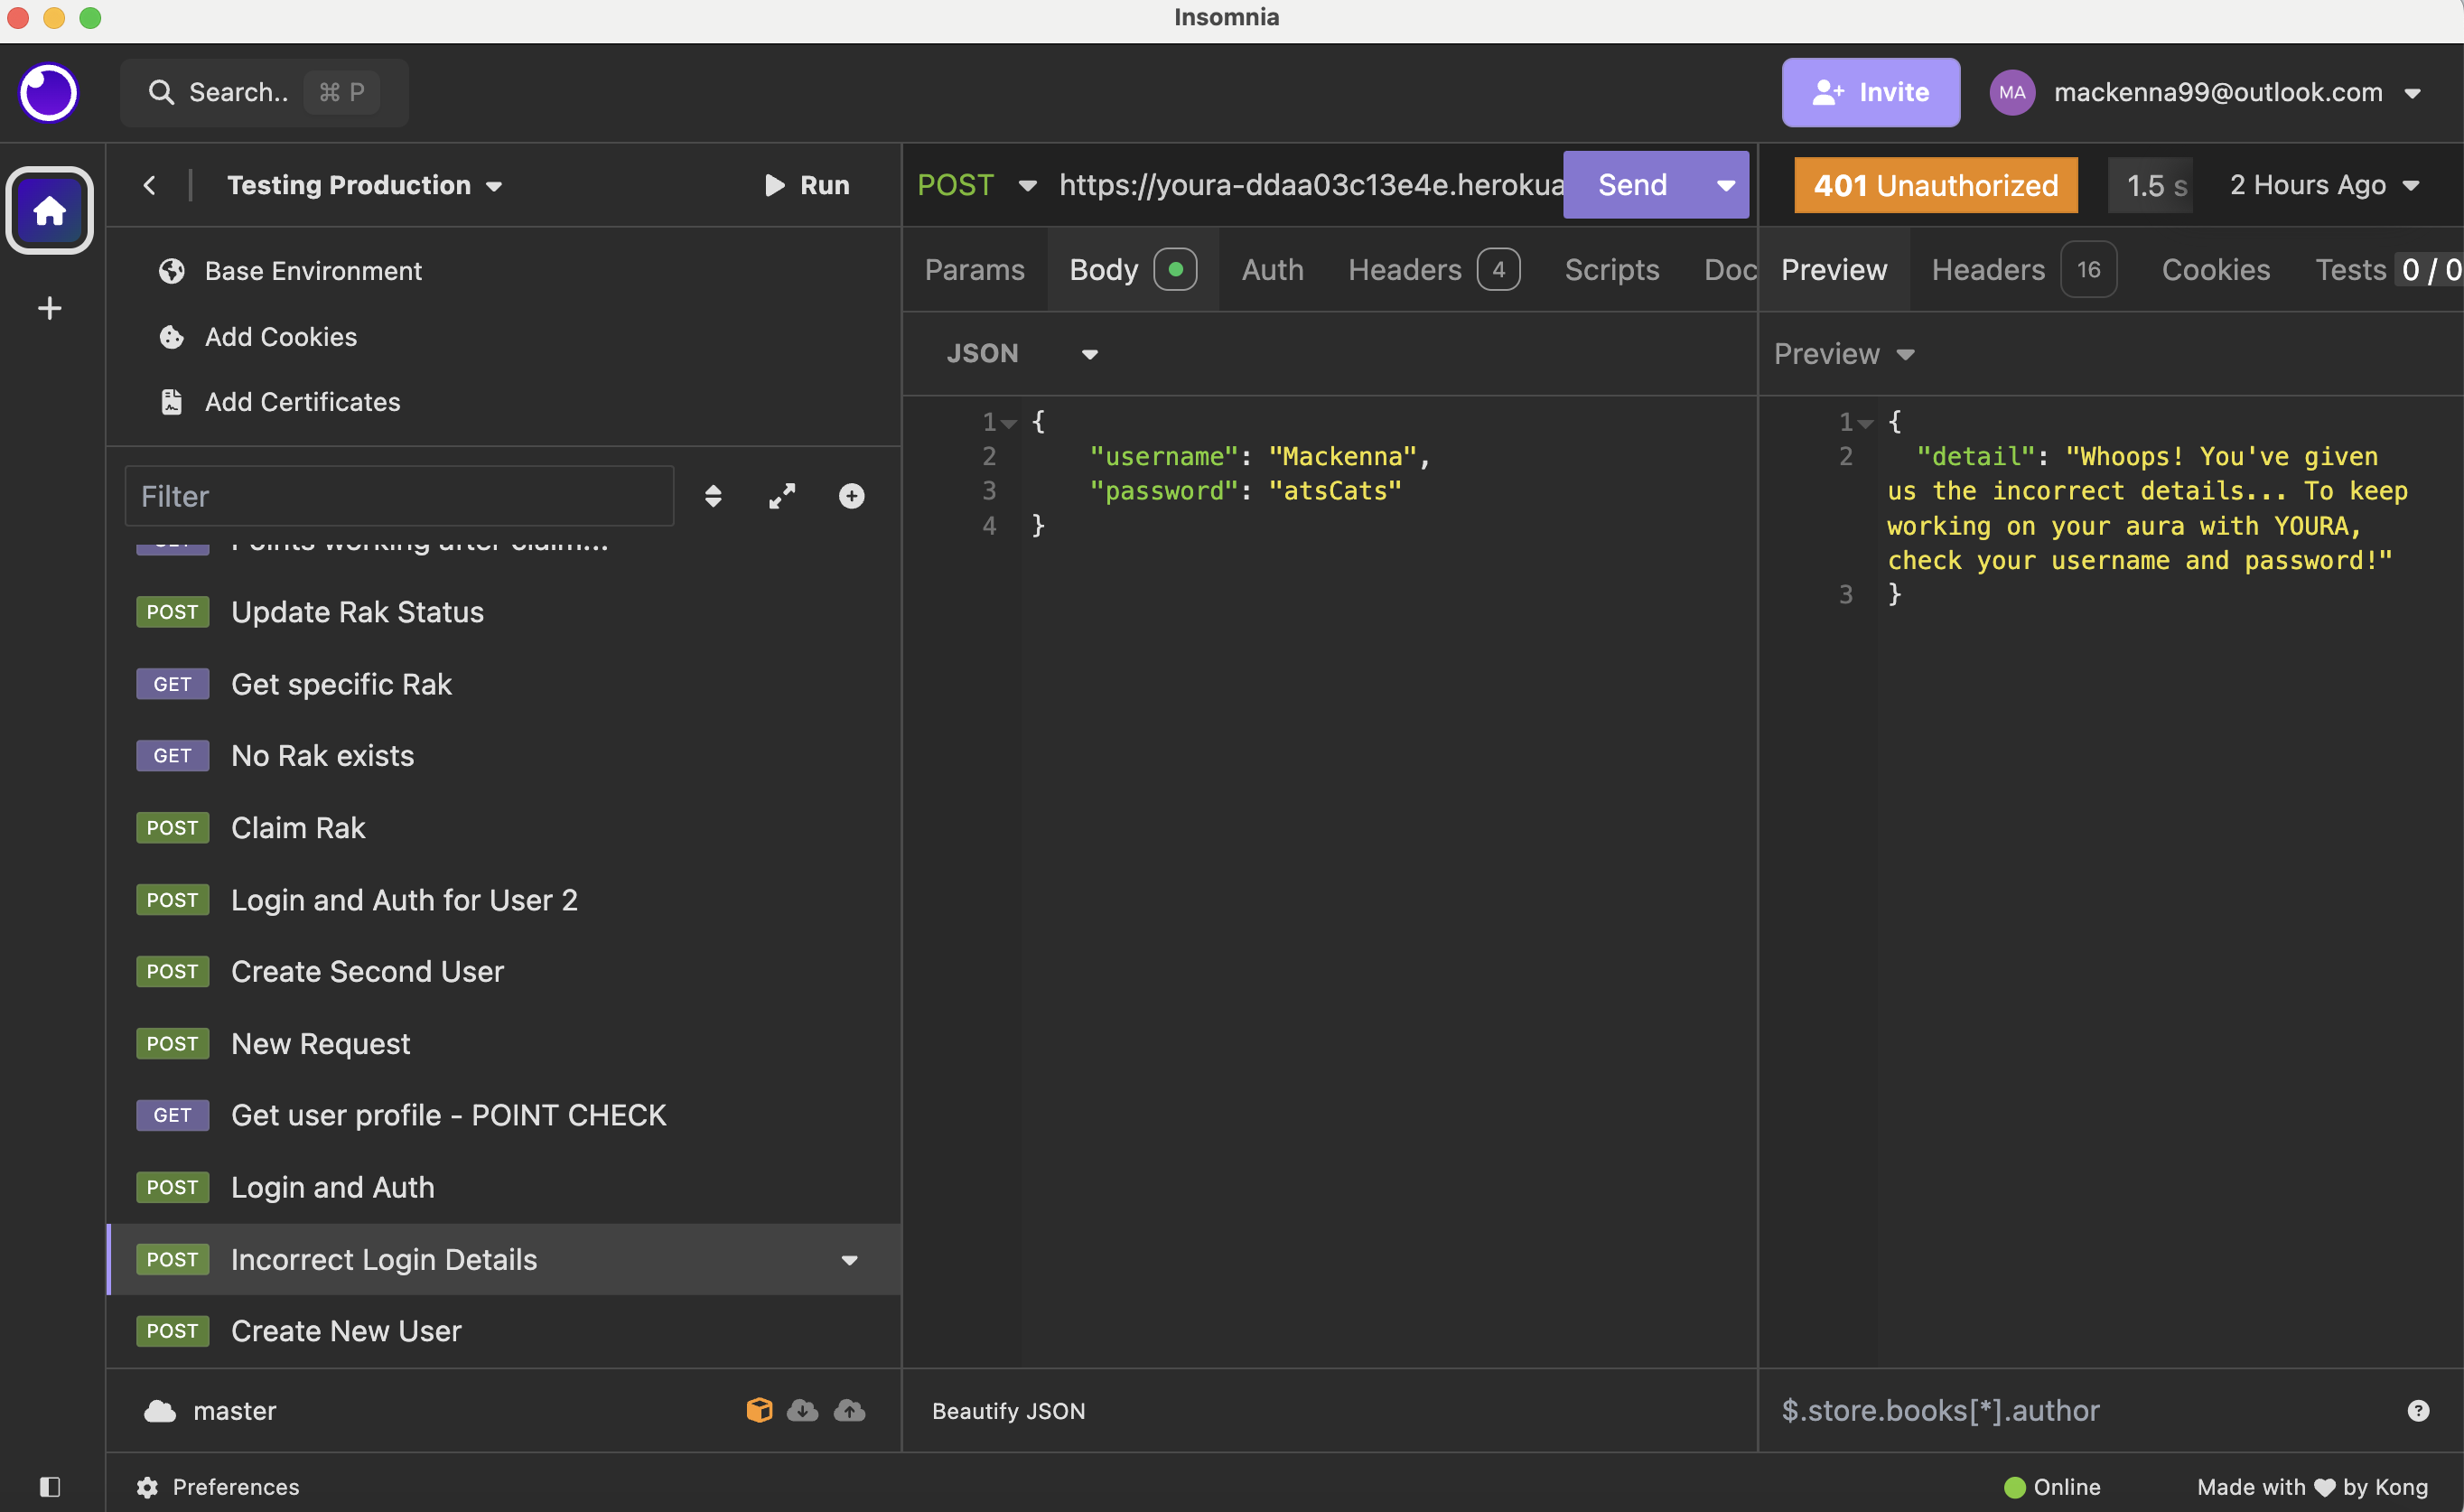 Insomnia
Search.. ⌘ P
Invite
MA mackenna99@outlook.com
Testing Production
Run
POST https://youra-ddaa03c13e4e.herokua
Send
401 Unauthorized
1.5 s
2 Hours Ago
Base Environment
Add Cookies
Add Certificates
Params Body Auth Headers 4 Scripts Doc
Preview Headers 16 Cookies Tests 0 / 0
JSON
Preview
Filter
Points working after claim...
POST Update Rak Status
GET Get specific Rak
GET No Rak exists
POST Claim Rak
POST Login and Auth for User 2
POST Create Second User
POST New Request
GET Get user profile - POINT CHECK
POST Login and Auth
POST Incorrect Login Details
POST Create New User
1 {
2 "username": "Mackenna",
3 "password": "atsCats"
4 }
1 {
2 "detail": "Whoops! You've given
us the incorrect details... To keep
working on your aura with YOURA,
check your username and password!"
3 }
master
Beautify JSON
$.store.books[*].author
?
Preferences
Online
Made with ♥ by Kong